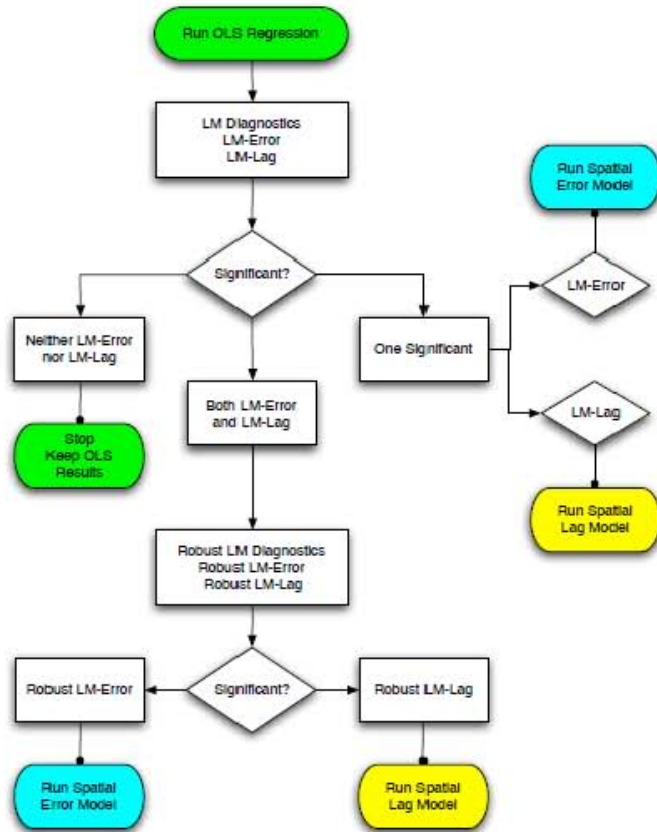 Run OLS Regression
LM Diagnostics
LM-Error
LM-Lag
Run Spatial
Error Model
Significant?
LM-Error
Neither LM-Error
nor LM-Lag
One Significant
Both LM-Error
and LM-Lag
LM-Lag
Stop
Keep OLS
Results
Run Spatial
Lag Model
Robust LM Diagnostics
Robust LM-Error
Robust LM-Lag
Robust LM-Error
Significant?
Robust LM-Lag
Run Spatial
Error Model
Run Spatial
Lag Model